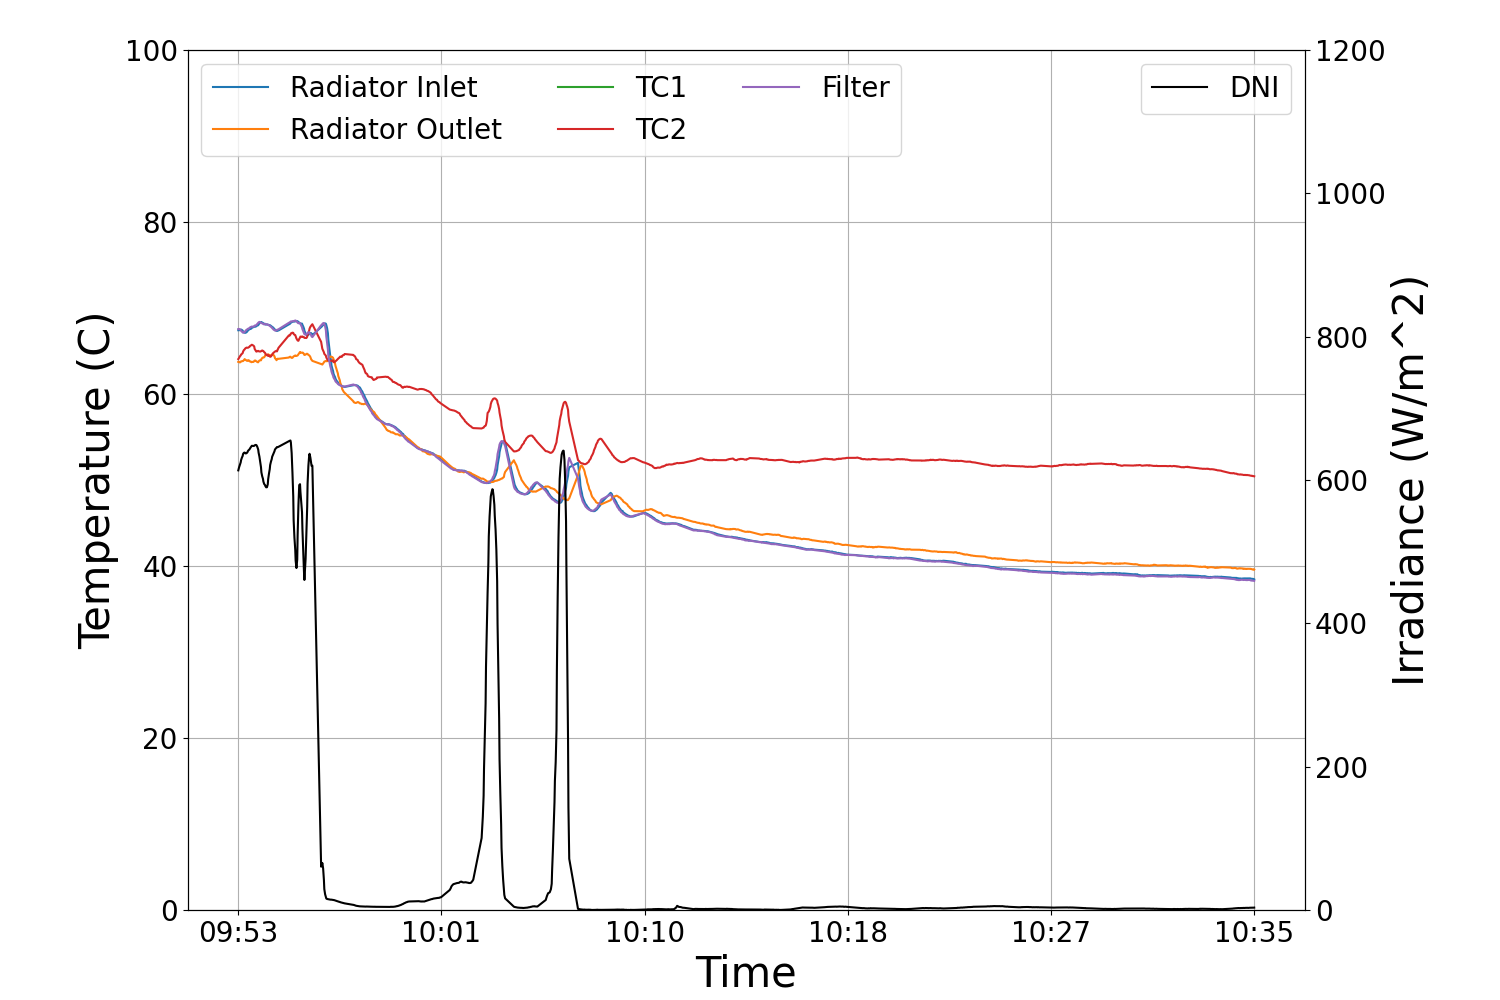 Radiator Inlet
Radiator Outlet
TC1
TC2
Filter
DNI
Temperature (C)
100
80
60
40
20
0
1200
1000
800
600
400
200
0
Irradiance (W/m^2)
09:53 10:01 10:10 10:18 10:27 10:35
Time